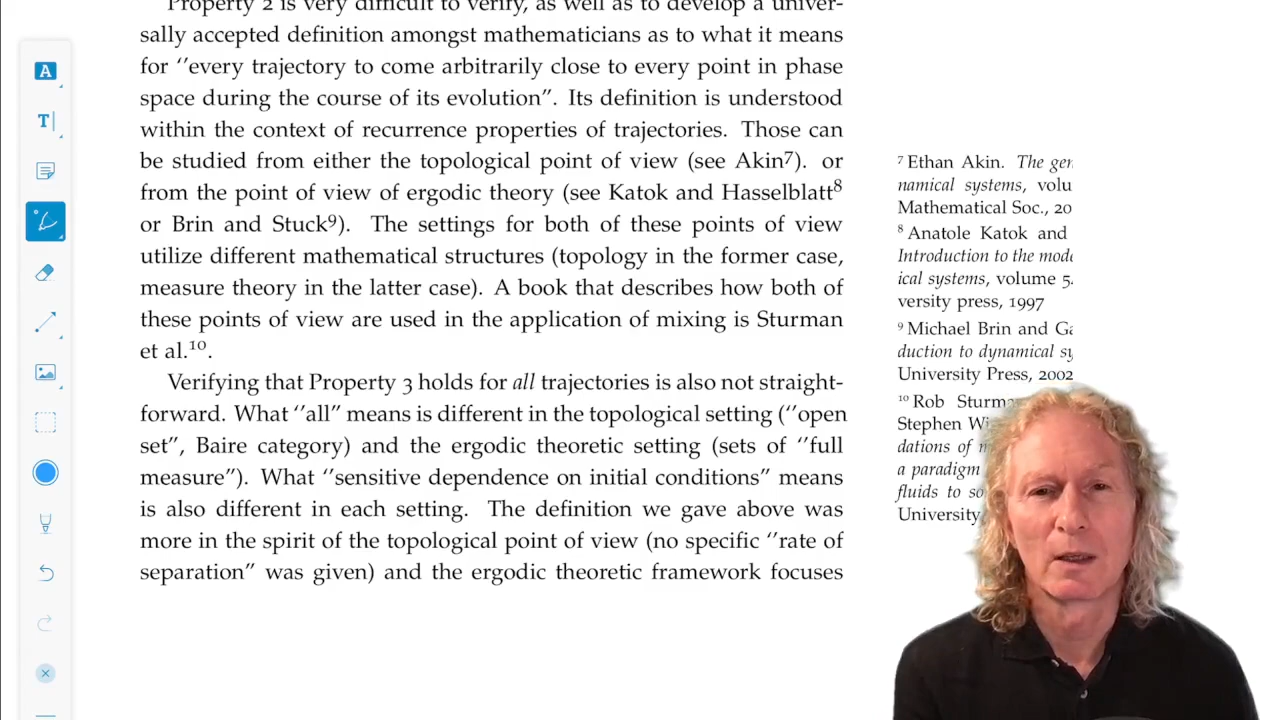 Property 2 is very difficult to verify, as well as to develop a univer-
sally accepted definition amongst mathematicians as to what it means
for ‘‘every trajectory to come arbitrarily close to every point in phase
space during the course of its evolution”. Its definition is understood
within the context of recurrence properties of trajectories. Those can
be studied from either the topological point of view (see Akin⁷). or
from the point of view of ergodic theory (see Katok and Hasselblatt⁸
or Brin and Stuck⁹). The settings for both of these points of view
utilize different mathematical structures (topology in the former case,
measure theory in the latter case). A book that describes how both of
these points of view are used in the application of mixing is Sturman
et al.¹⁰.
Verifying that Property 3 holds for all trajectories is also not straight-
forward. What ‘‘all” means is different in the topological setting (‘‘open
set”, Baire category) and the ergodic theoretic setting (sets of ‘‘full
measure”). What ‘‘sensitive dependence on initial conditions” means
is also different in each setting. The definition we gave above was
more in the spirit of the topological point of view (no specific ‘‘rate of
separation” was given) and the ergodic theoretic framework focuses
⁷ Ethan Akin. The gen
namical systems, volu
Mathematical Soc., 20
⁸ Anatole Katok and
Introduction to the mode
ical systems, volume 5.
versity press, 1997
⁹ Michael Brin and Ga
duction to dynamical sy
University Press, 2002
¹⁰ Rob Sturma
Stephen Wi
dations of m
a paradigm
fluids to so
University
A
T